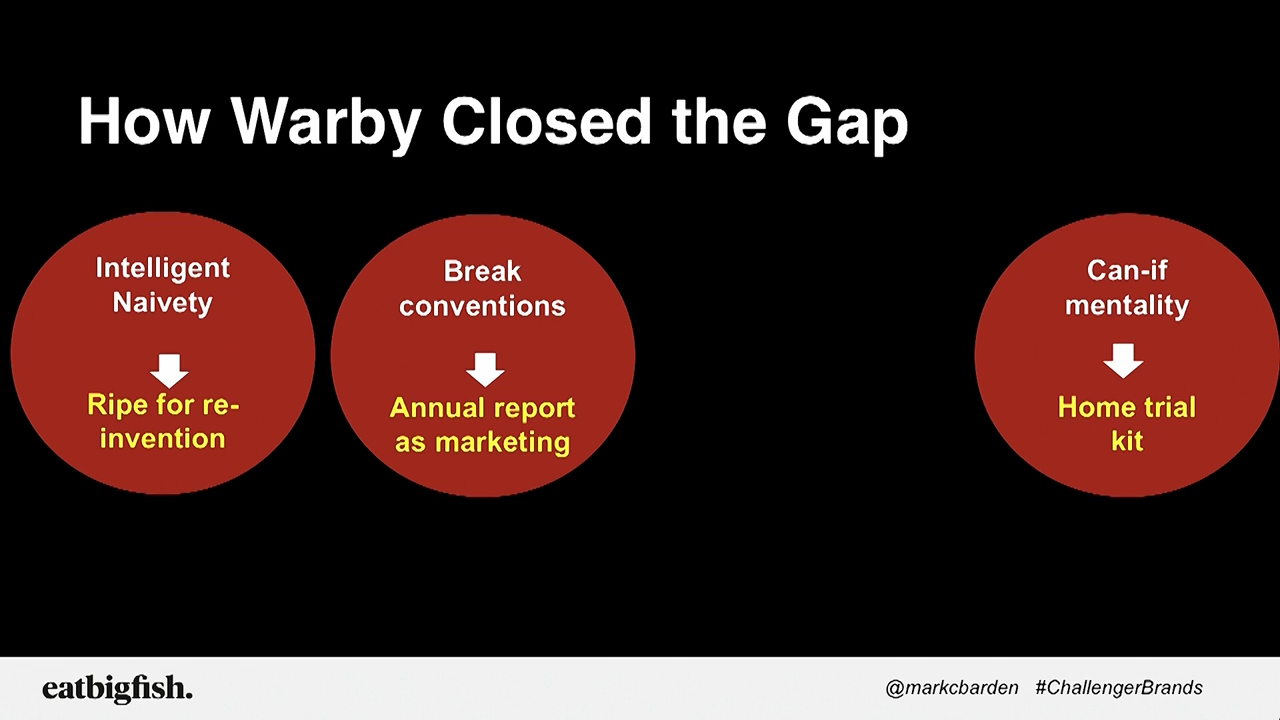 How Warby Closed the Gap
Intelligent
Naivety
Ripe for re-
invention
Break
conventions
Annual report
as marketing
Can-if
mentality
Home trial
kit
eatbigfish.
@markcbarden #ChallengerBrands